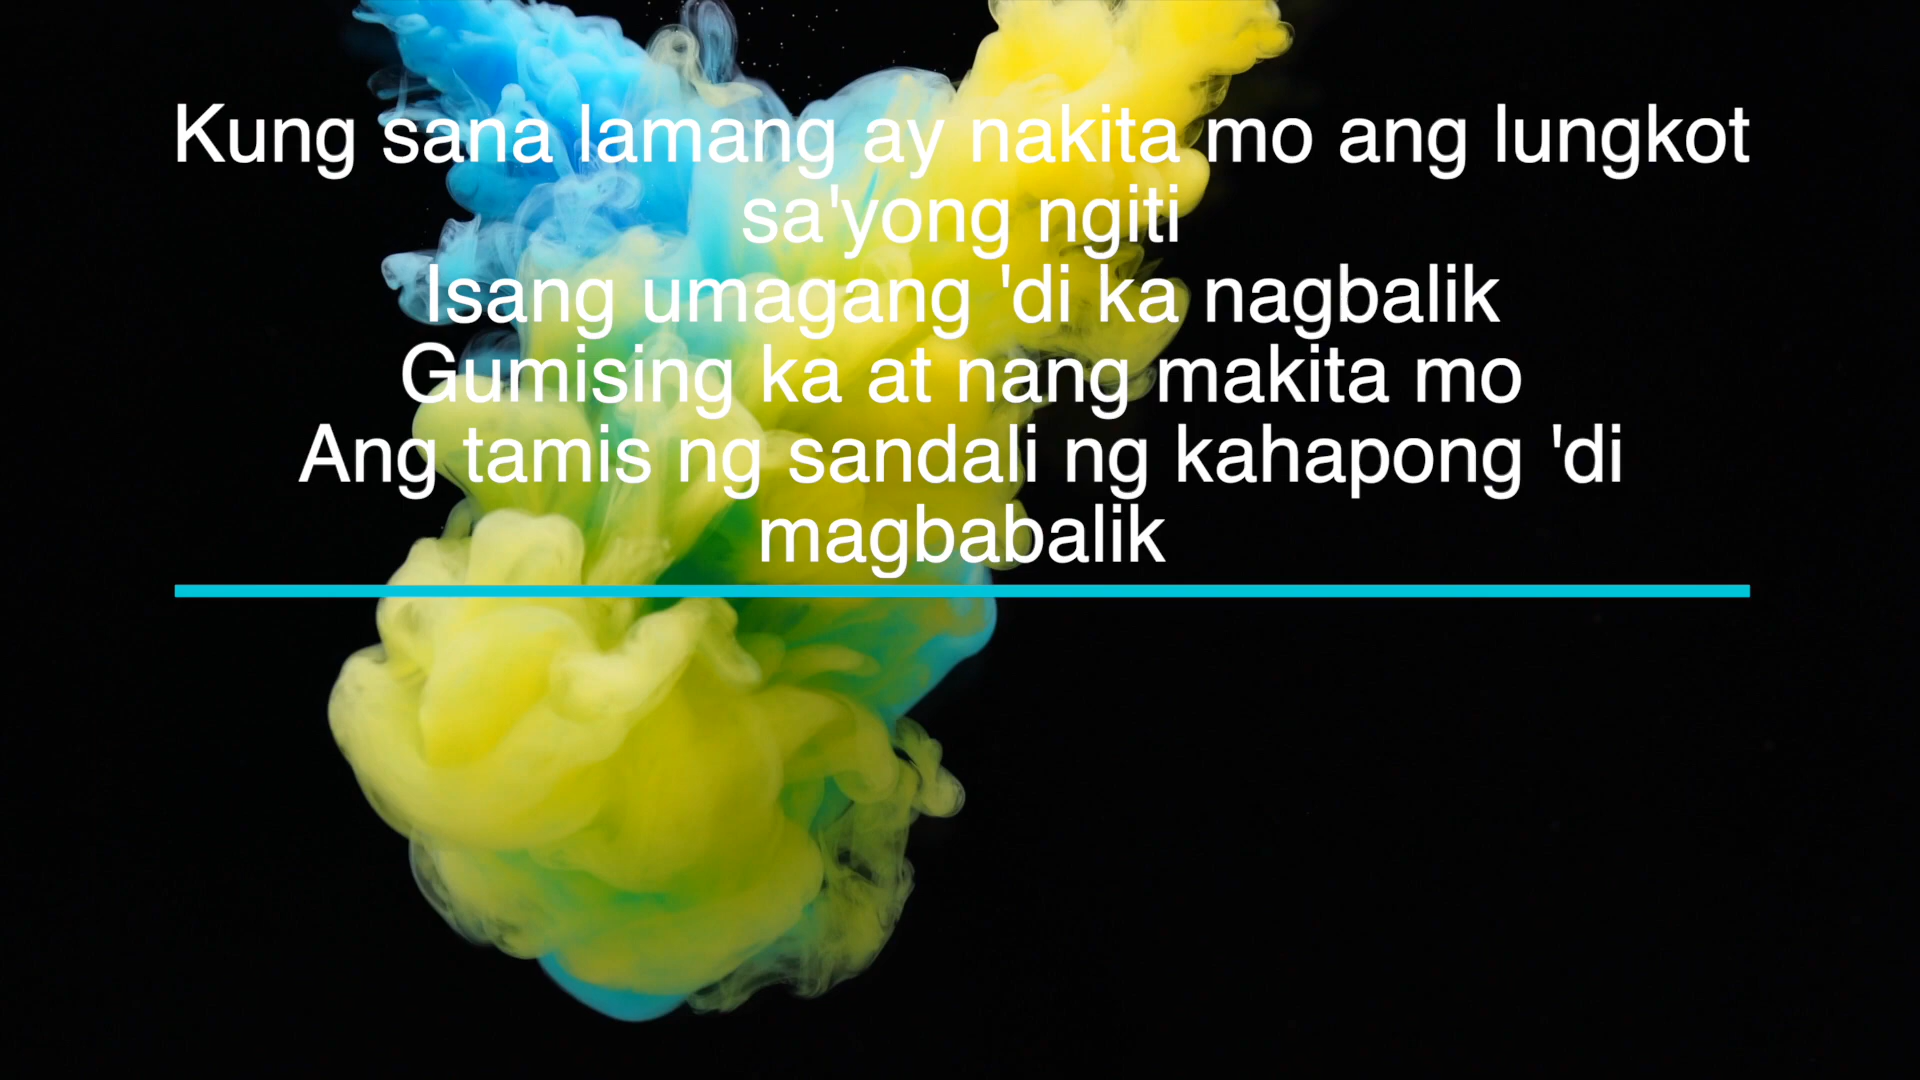 Kung sana lamang ay nakita mo ang lungkot
sa'yong ngiti
Isang umagang 'di ka nagbalik
Gumising ka at nang makita mo
Ang tamis ng sandali ng kahapong 'di
magbabalik